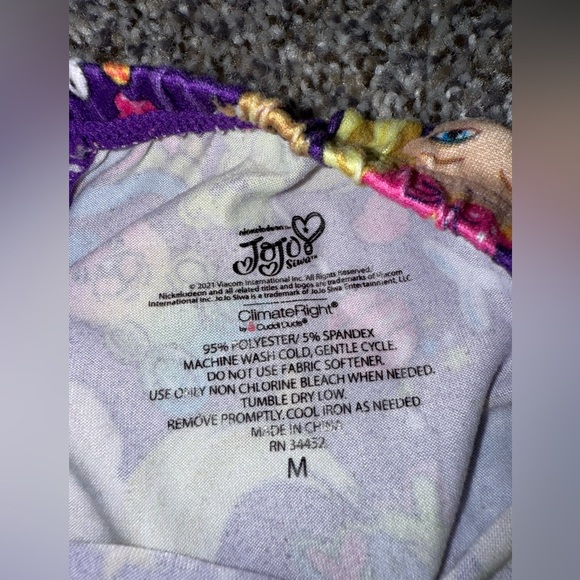 nickelodeon™
JoJo
Siwa™
© 2021 Viacom International Inc. All Rights Reserved.
Nickelodeon and all related titles and logos are trademarks of Viacom
International Inc. JoJo Siwa is a trademark of JoJo Siwa Entertainment, LLC
ClimateRight®
by Cuddl Duds®
95% POLYESTER/ 5% SPANDEX
MACHINE WASH COLD, GENTLE CYCLE.
DO NOT USE FABRIC SOFTENER.
USE ONLY NON CHLORINE BLEACH WHEN NEEDED.
TUMBLE DRY LOW.
REMOVE PROMPTLY. COOL IRON AS NEEDED
MADE IN CHINA
RN 34452
M